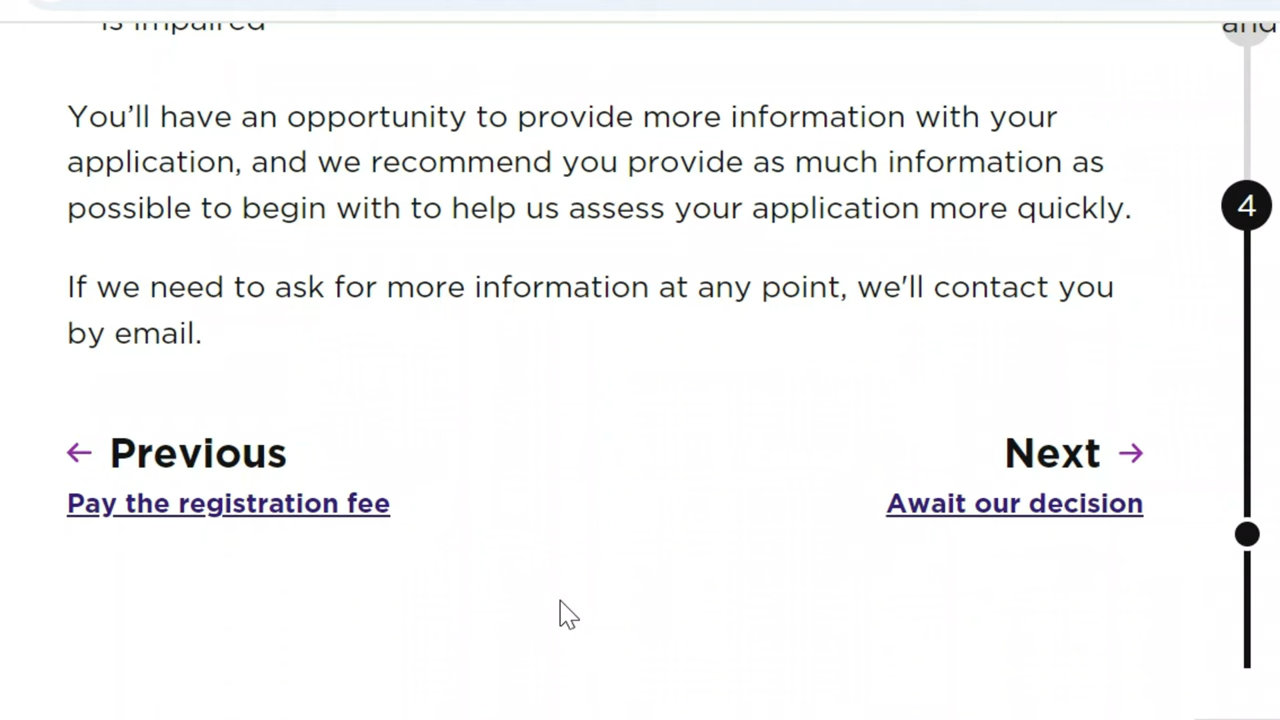 is impaired
and
You’ll have an opportunity to provide more information with your
application, and we recommend you provide as much information as
possible to begin with to help us assess your application more quickly.
4
If we need to ask for more information at any point, we'll contact you
by email.
← Previous
Next →
Pay the registration fee
Await our decision